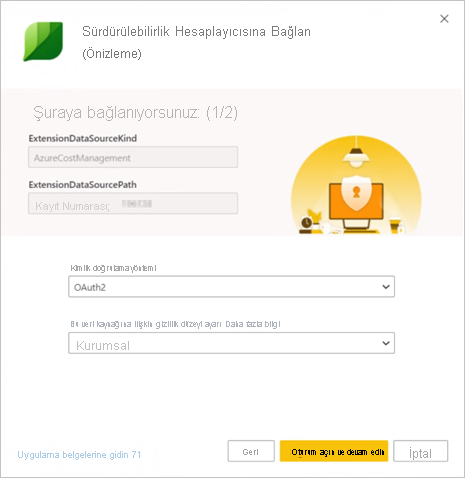 Sürdürülebilirlik Hesaplayıcısına Bağlan
(Önizleme)
Şuraya bağlanıyorsunuz: (1/2)
ExtensionDataSourceKind
AzureCostManagement
ExtensionDataSourcePath
Kayıt Numarası;
Kimlik doğrulama yöntemi
OAuth2
Bu veri kaynağına ilişkin gizlilik düzeyi ayarı Daha fazla bilgi
Kurumsal
Uygulama belgelerine gidin 71
Geri
Oturum açın ve devam edin
İptal